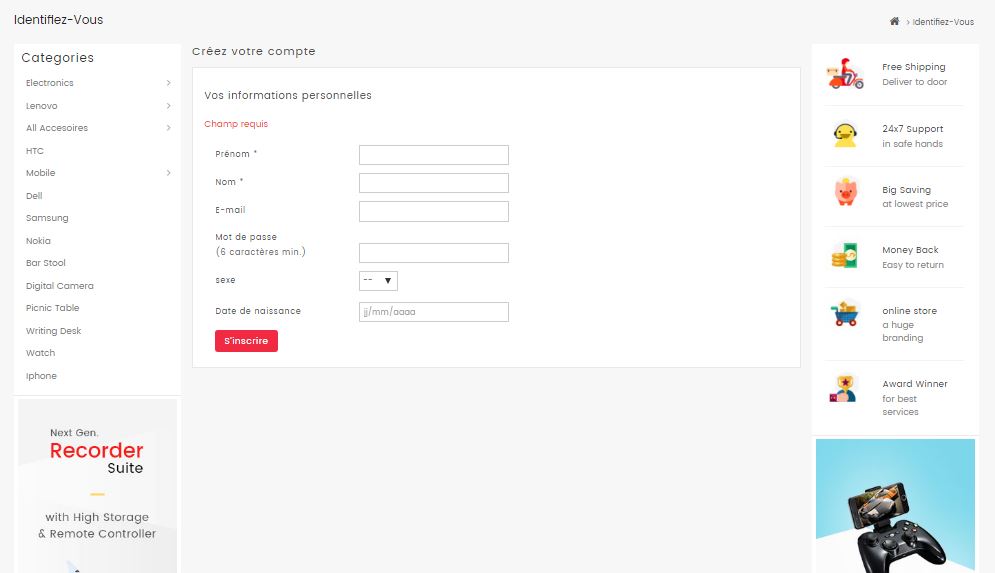 Identifiez-Vous
> Identifiez-Vous
Categories
Electronics
Lenovo
All Accesoires
HTC
Mobile
Dell
Samsung
Nokia
Bar Stool
Digital Camera
Picnic Table
Writing Desk
Watch
Iphone
Next Gen.
Recorder
Suite
with High Storage
& Remote Controller
Créez votre compte
Vos informations personnelles
Champ requis
Prénom *
Nom *
E-mail
Mot de passe
(6 caractères min.)
sexe
--
Date de naissance
jj/mm/aaaa
S'inscrire
Free Shipping
Deliver to door
24x7 Support
in safe hands
Big Saving
at lowest price
Money Back
Easy to return
online store
a huge
branding
Award Winner
for best
services